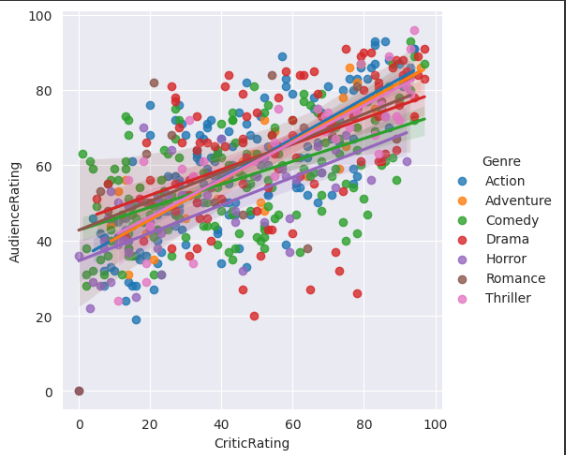 100
80
60
40
20
0
AudienceRating
0 20 40 60 80 100
CriticRating
Genre
Action
Adventure
Comedy
Drama
Horror
Romance
Thriller